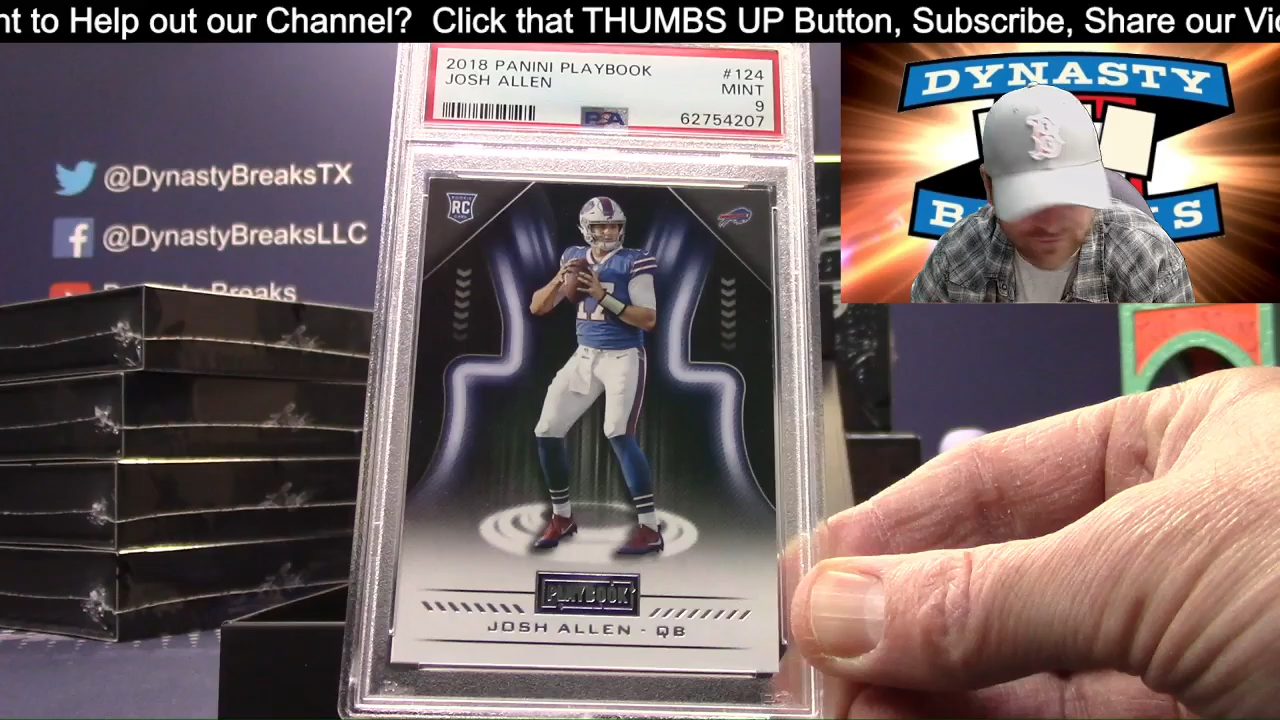 nt to Help out our Channel?  Click that THUMBS UP Button, Subscribe, Share our Vi
2018 PANINI PLAYBOOK
JOSH ALLEN
#124
MINT
9
62754207
PSA
@DynastyBreaksTX
@DynastyBreaksLLC
RC
17
PLAYBOOK
JOSH ALLEN - QB
DYNASTY
B